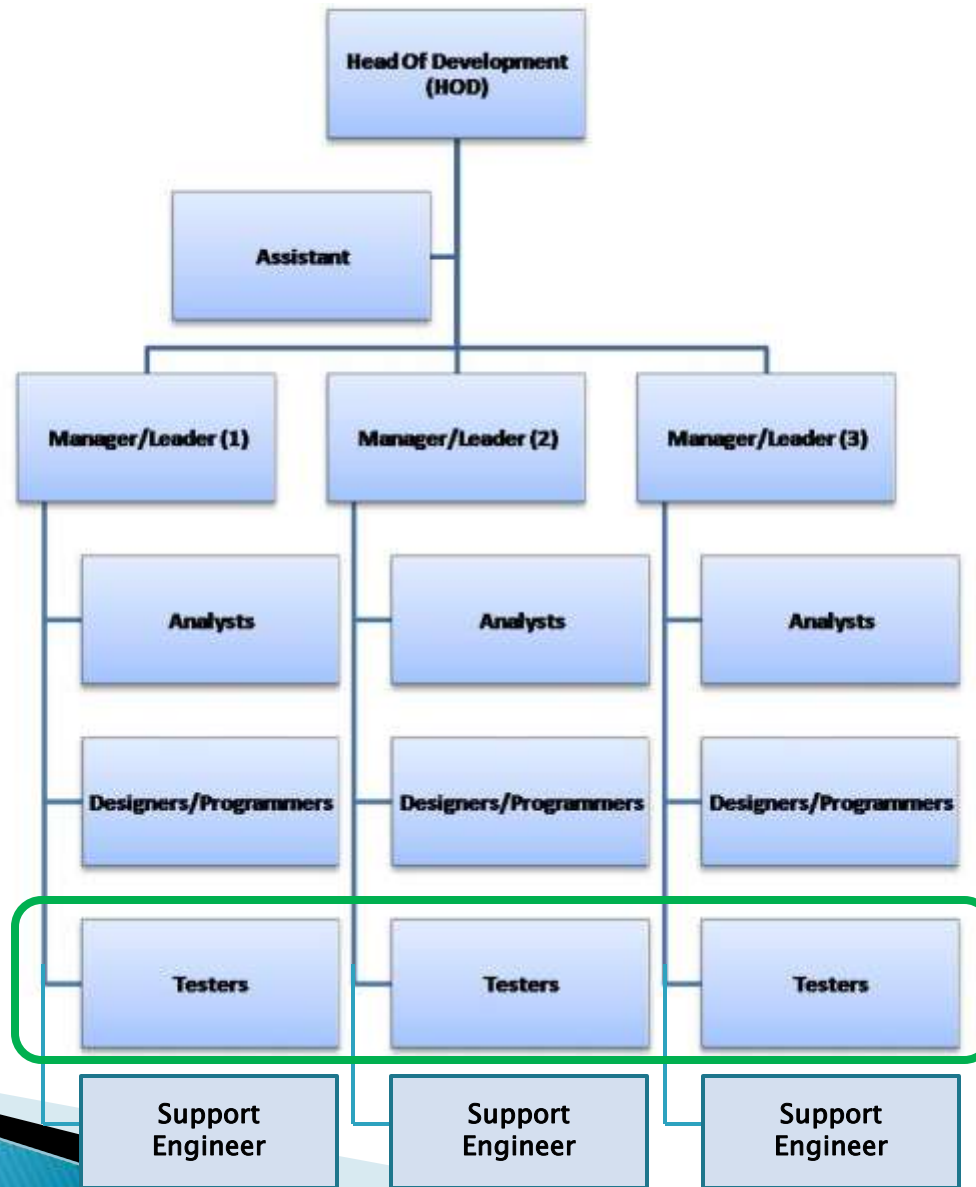 Head Of Development
(HOD)
Assistant
Manager/Leader (1)
Manager/Leader (2)
Manager/Leader (3)
Analysts
Analysts
Analysts
Designers/Programmers
Designers/Programmers
Designers/Programmers
Testers
Testers
Testers
Support
Engineer
Support
Engineer
Support
Engineer